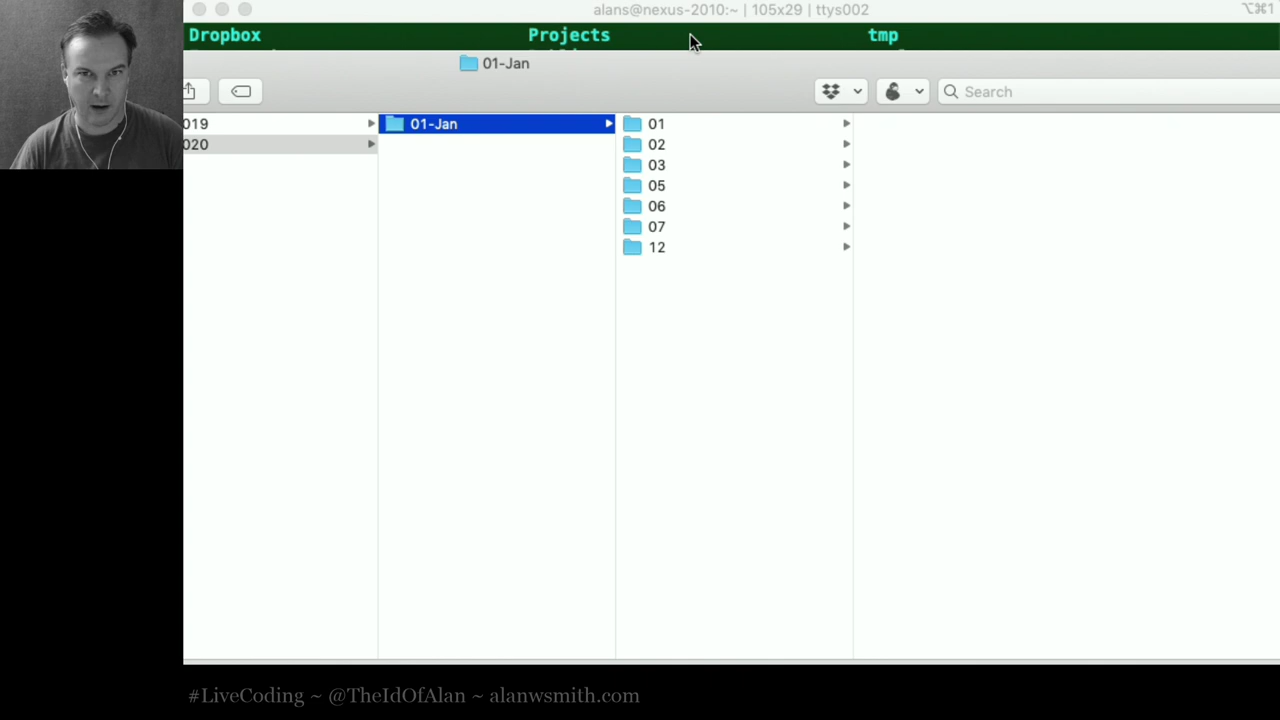 alans@nexus-2010:~ | 105x29 | ttys002
⌥⌘1
Dropbox Projects tmp
01-Jan
Search
019 01-Jan 01
020 02
03
05
06
07
12
#LiveCoding ~ @TheIdOfAlan ~ alanwsmith.com